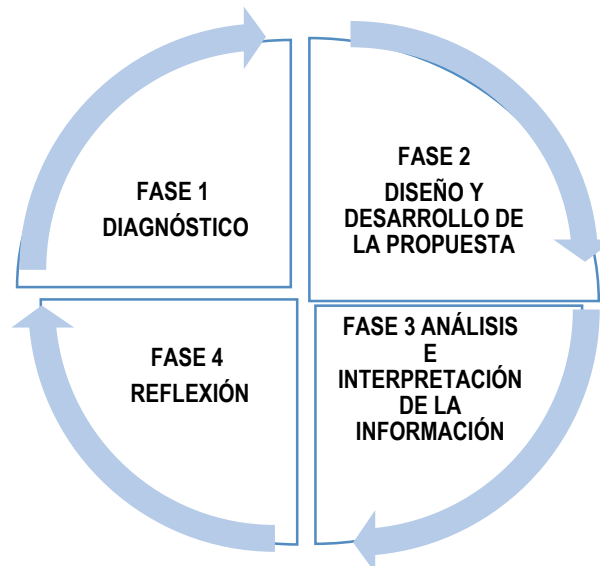 FASE 1
DIAGNÓSTICO
FASE 2
DISEÑO Y
DESARROLLO DE
LA PROPUESTA
FASE 3 ANÁLISIS
E
INTERPRETACIÓN
DE LA
INFORMACIÓN
FASE 4
REFLEXIÓN